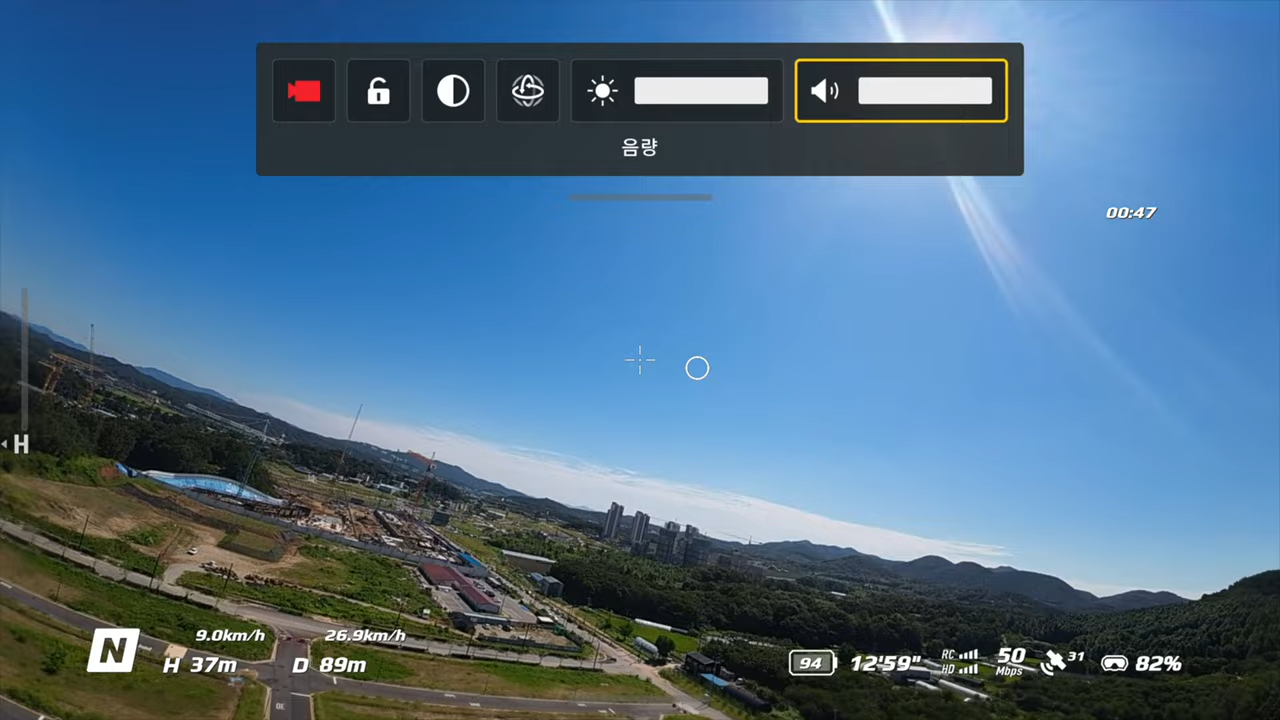 음량
00:47
H
N
9.0km/h
26.9km/h
H 37m
D 89m
94
12'59"
RC
HD
50
Mbps
31
82%